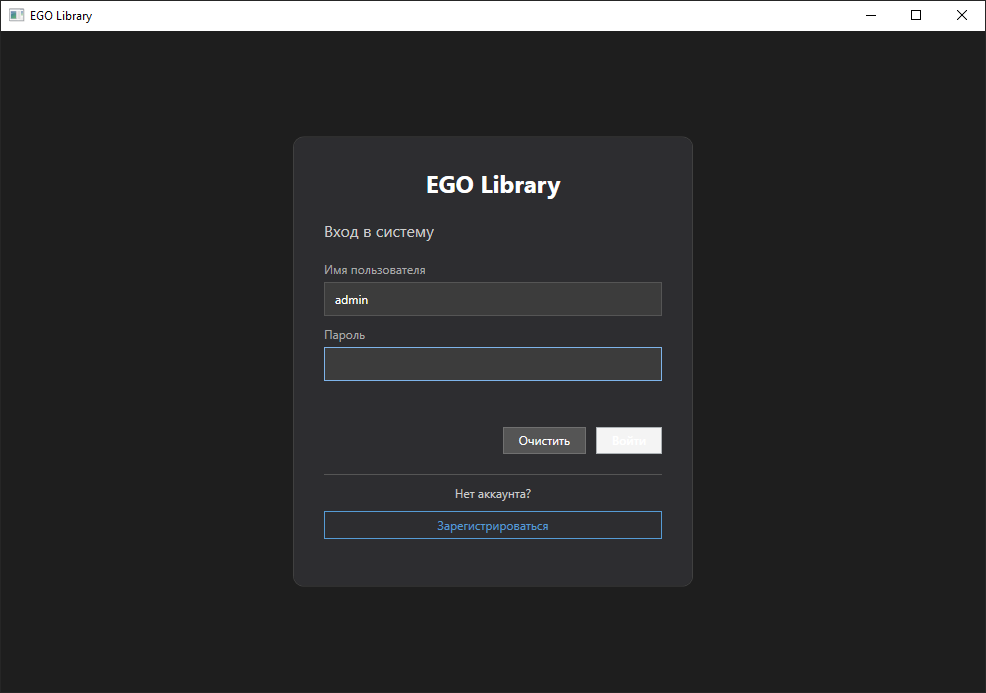 EGO Library
EGO Library
Вход в систему
Имя пользователя
admin
Пароль
Очистить
Войти
Нет аккаунта?
Зарегистрироваться